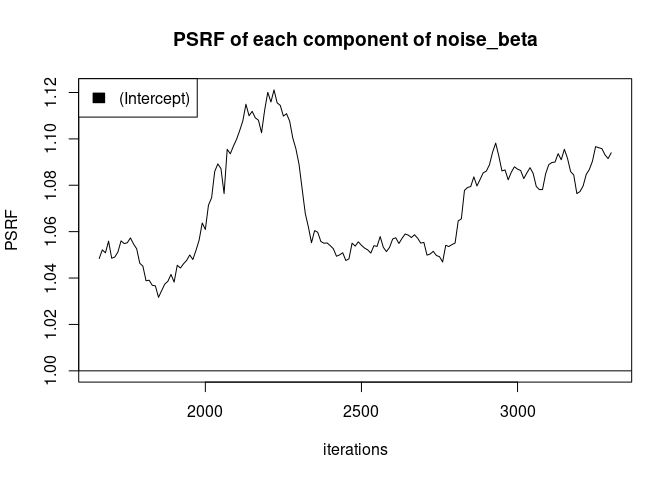 PSRF of each component of noise_beta
(Intercept)
PSRF
1.12
1.10
1.08
1.06
1.04
1.02
1.00
2000 2500 3000
iterations